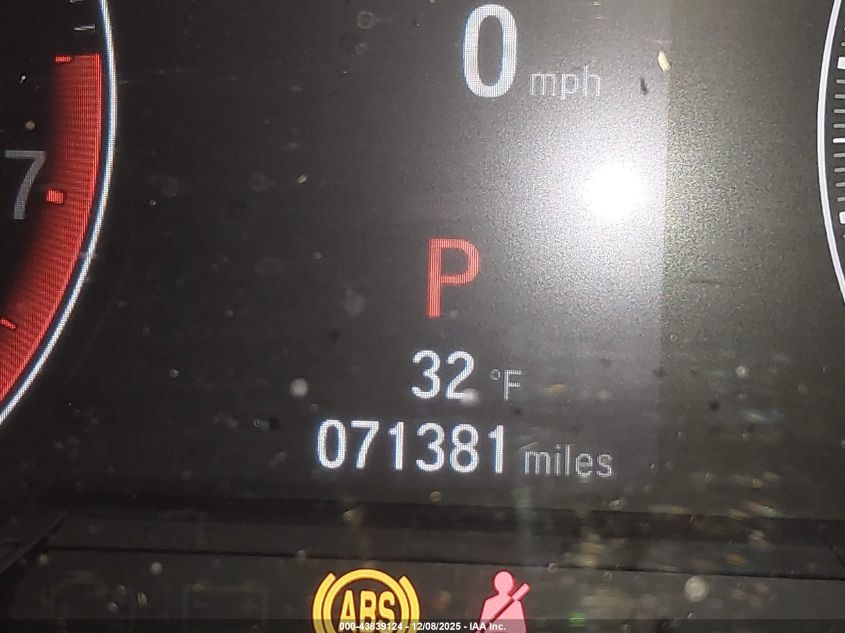 0 mph
7
P
32 °F
071381 miles
ABS
000-43839124 - 12/08/2025 - IAA Inc.